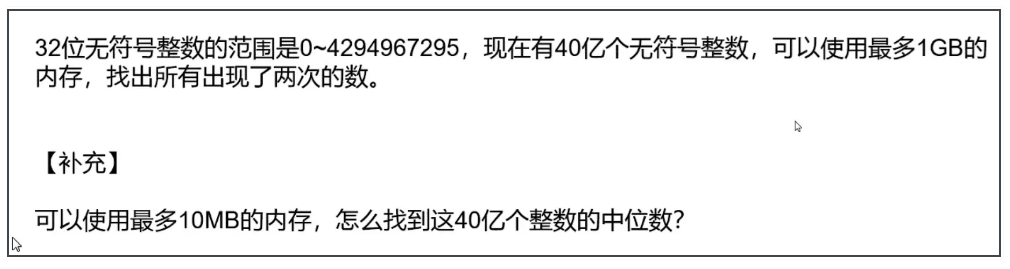 32位无符号整数的范围是0~4294967295，现在有40亿个无符号整数，可以使用最多1GB的
内存，找出所有出现了两次的数。
【补充】
可以使用最多10MB的内存，怎么找到这40亿个整数的中位数？